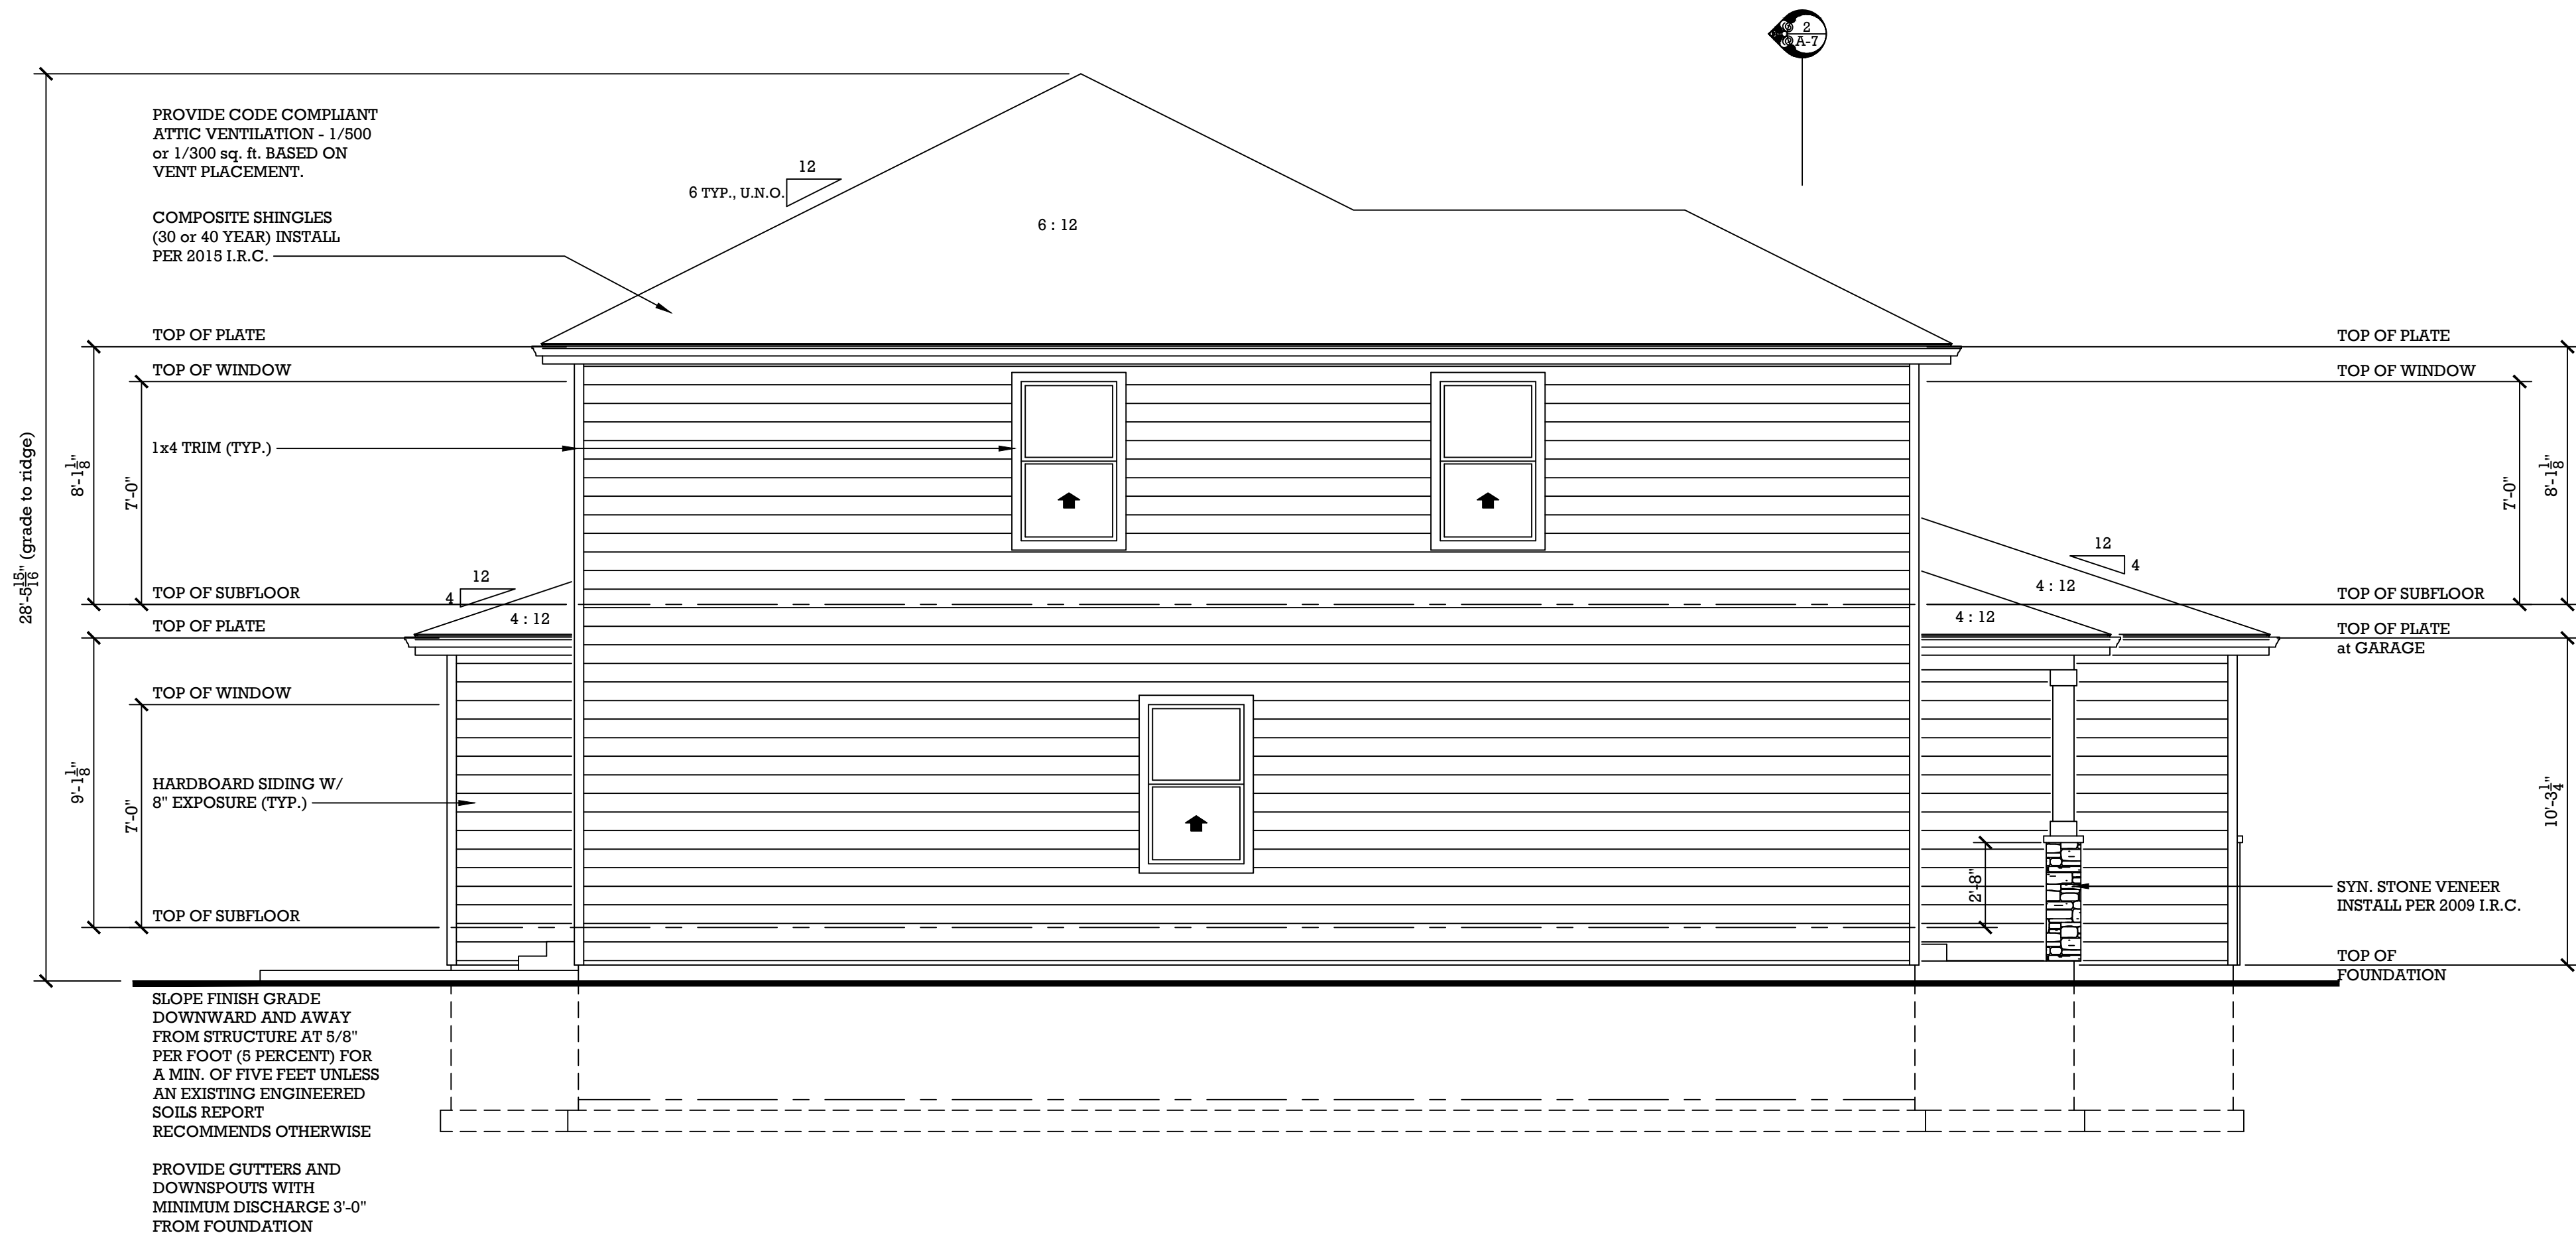 2
A-7
PROVIDE CODE COMPLIANT
ATTIC VENTILATION - 1/500
or 1/300 sq. ft. BASED ON
VENT PLACEMENT.
12
6 TYP., U.N.O.
6 : 12
COMPOSITE SHINGLES
(30 or 40 YEAR) INSTALL
PER 2015 I.R.C.
TOP OF PLATE
TOP OF WINDOW
1x4 TRIM (TYP.)
28'-5 15/16" (grade to ridge)
8'-1 1/8"
7'-0"
TOP OF SUBFLOOR
TOP OF PLATE
12
4
4 : 12
TOP OF WINDOW
9'-1 1/8"
7'-0"
HARDBOARD SIDING W/
8" EXPOSURE (TYP.)
TOP OF SUBFLOOR
TOP OF PLATE
TOP OF WINDOW
7'-0"
8'-1 1/8"
12
4
4 : 12
4 : 12
TOP OF SUBFLOOR
TOP OF PLATE
at GARAGE
10'-3 1/4"
2'-8"
SYN. STONE VENEER
INSTALL PER 2009 I.R.C.
TOP OF
FOUNDATION
SLOPE FINISH GRADE
DOWNWARD AND AWAY
FROM STRUCTURE AT 5/8"
PER FOOT (5 PERCENT) FOR
A MIN. OF FIVE FEET UNLESS
AN EXISTING ENGINEERED
SOILS REPORT
RECOMMENDS OTHERWISE
PROVIDE GUTTERS AND
DOWNSPOUTS WITH
MINIMUM DISCHARGE 3'-0"
FROM FOUNDATION